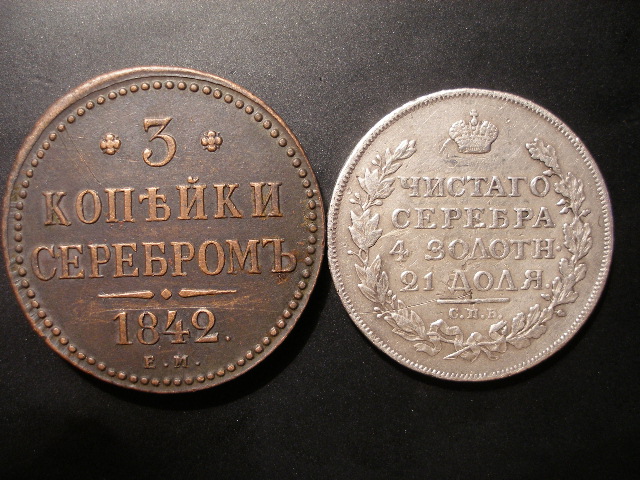 3
КОПѢЙКИ
СЕРЕБРОМЪ
1842.
Е.М.
ЧИСТАГО
СЕРЕБРА
4 ЗОЛОТН
21 ДОЛЯ
С.П.Б.